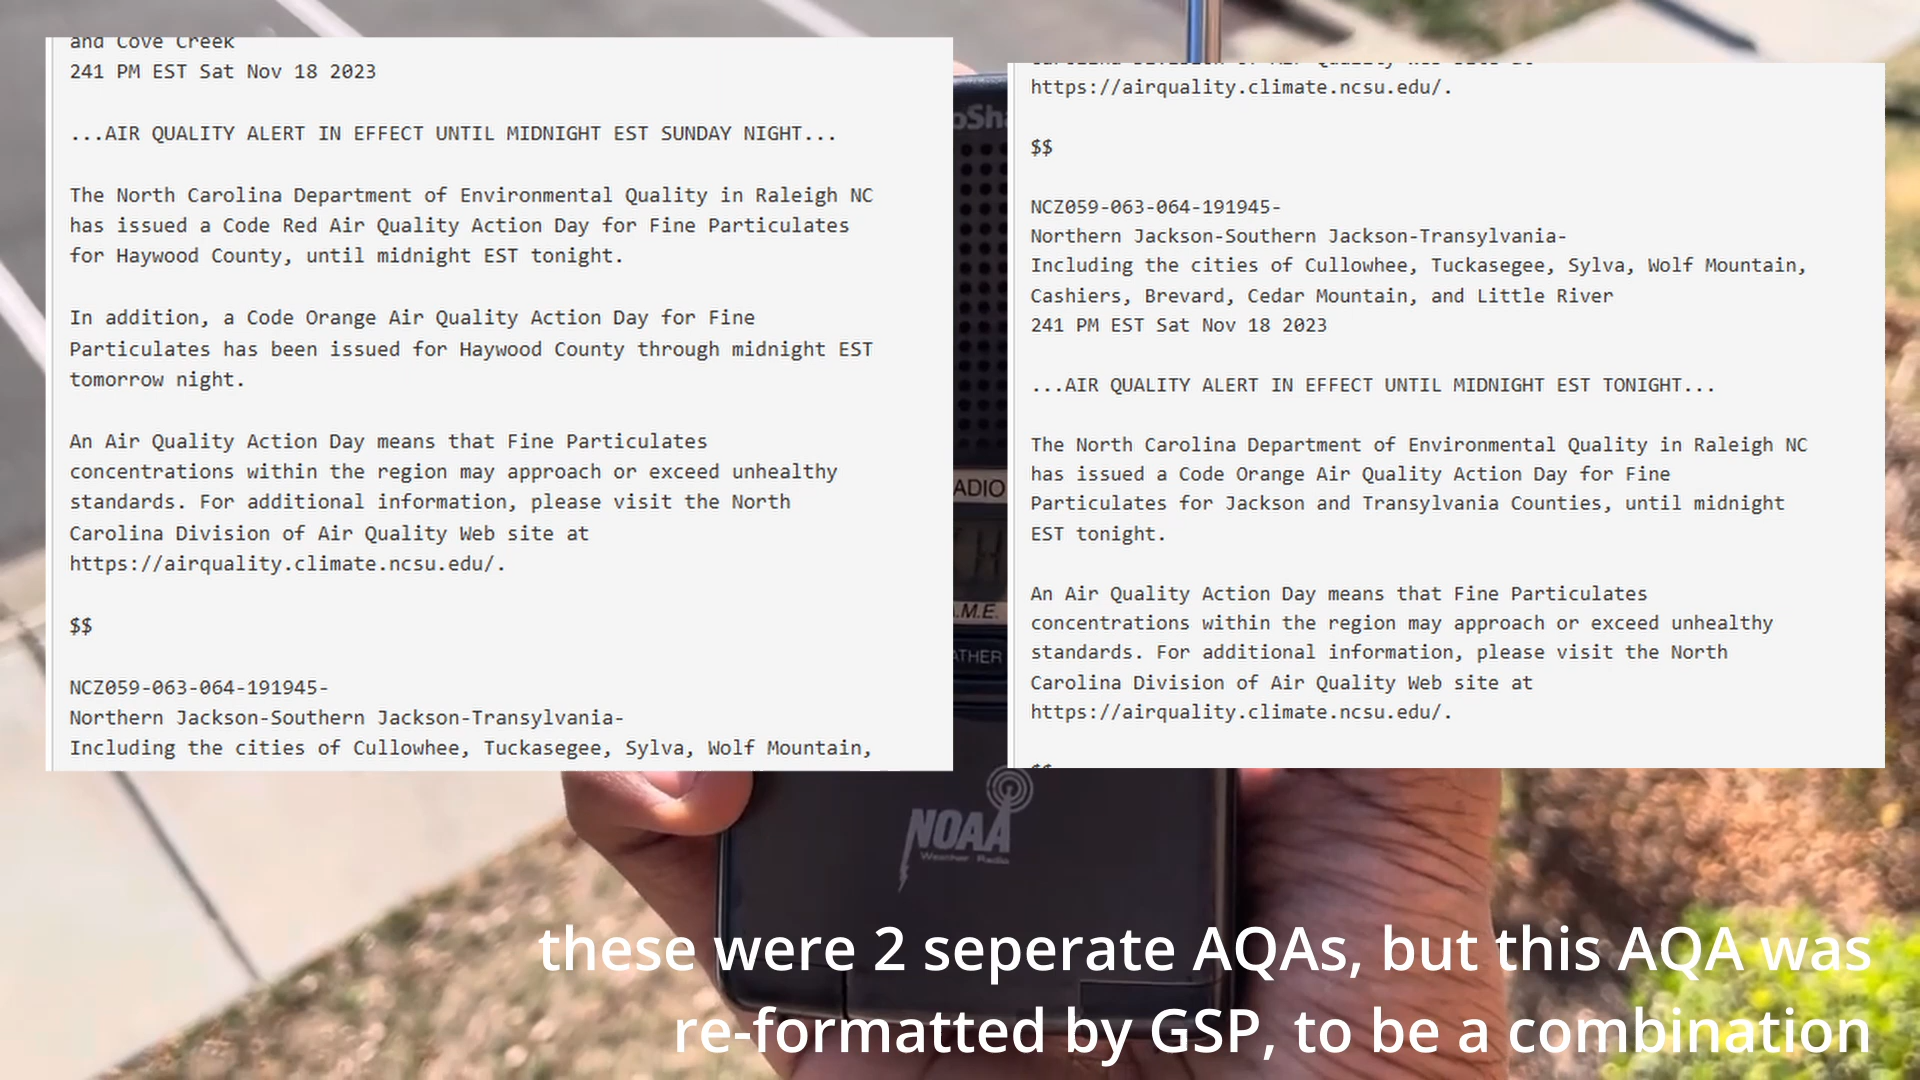 and Cove Creek
241 PM EST Sat Nov 18 2023
...AIR QUALITY ALERT IN EFFECT UNTIL MIDNIGHT EST SUNDAY NIGHT...
The North Carolina Department of Environmental Quality in Raleigh NC
has issued a Code Red Air Quality Action Day for Fine Particulates
for Haywood County, until midnight EST tonight.
In addition, a Code Orange Air Quality Action Day for Fine
Particulates has been issued for Haywood County through midnight EST
tomorrow night.
An Air Quality Action Day means that Fine Particulates
concentrations within the region may approach or exceed unhealthy
standards. For additional information, please visit the North
Carolina Division of Air Quality Web site at
https://airquality.climate.ncsu.edu/.
$$
NCZ059-063-064-191945-
Northern Jackson-Southern Jackson-Transylvania-
Including the cities of Cullowhee, Tuckasegee, Sylva, Wolf Mountain,
https://airquality.climate.ncsu.edu/.
$$
NCZ059-063-064-191945-
Northern Jackson-Southern Jackson-Transylvania-
Including the cities of Cullowhee, Tuckasegee, Sylva, Wolf Mountain,
Cashiers, Brevard, Cedar Mountain, and Little River
241 PM EST Sat Nov 18 2023
...AIR QUALITY ALERT IN EFFECT UNTIL MIDNIGHT EST TONIGHT...
The North Carolina Department of Environmental Quality in Raleigh NC
has issued a Code Orange Air Quality Action Day for Fine
Particulates for Jackson and Transylvania Counties, until midnight
EST tonight.
An Air Quality Action Day means that Fine Particulates
concentrations within the region may approach or exceed unhealthy
standards. For additional information, please visit the North
Carolina Division of Air Quality Web site at
https://airquality.climate.ncsu.edu/.
oSha
ADIO
.M.E.
ATHER
NOAA
Weather Radio
these were 2 seperate AQAs, but this AQA was
re-formatted by GSP, to be a combination